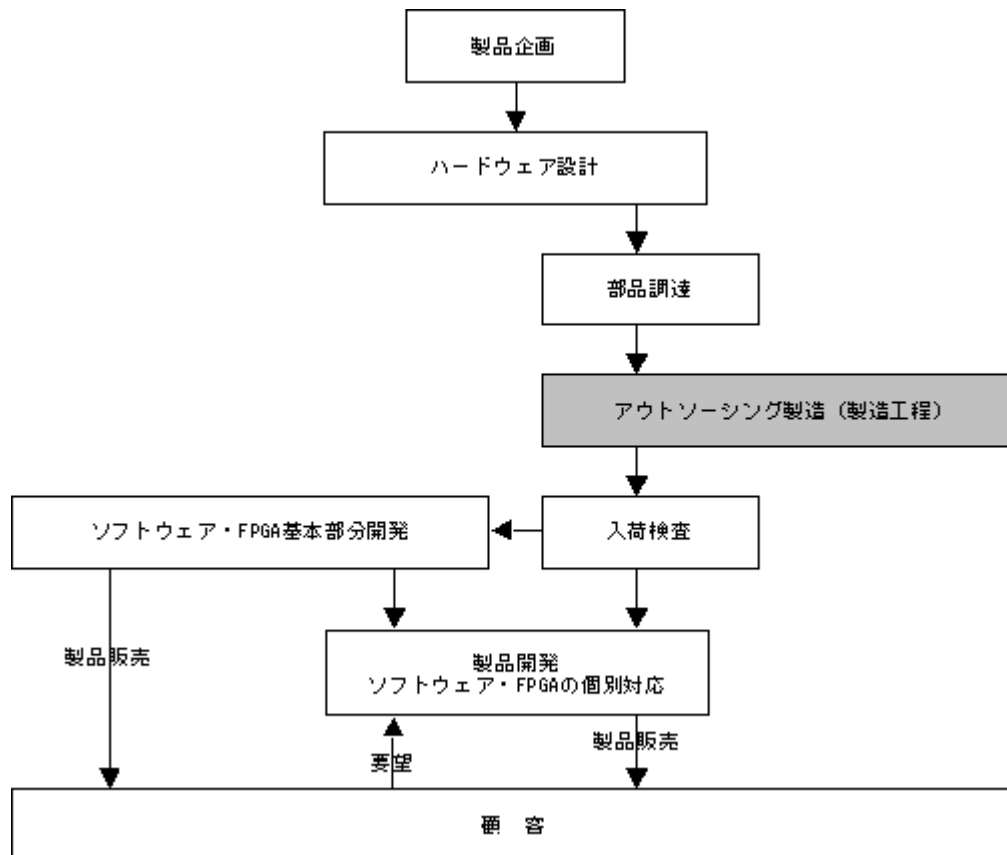 製品企画
ハードウェア設計
部品調達
アウトソーシング製造（製造工程）
ソフトウェア・FPGA基本部分開発
入荷検査
製品販売
製品開発
ソフトウェア・FPGAの個別対応
製品販売
要望
顧　客